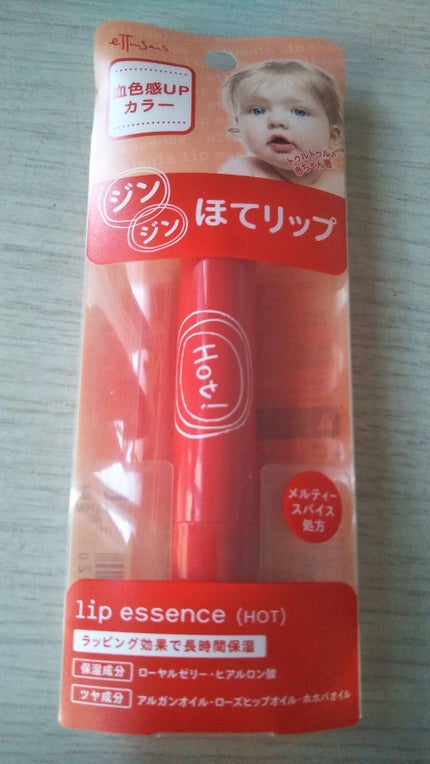 ettusais
血色感UP
カラー
トゥルトゥル♪
赤ちゃん唇
ジン
ジン
ほてリップ
Hot!
メルティー
スパイス
処方
lip essence (HOT)
ラッピング効果で長時間保湿
保湿成分 ローヤルゼリー・ヒアルロン酸
ツヤ成分 アルガンオイル・ローズヒップオイル・ホホバオイル